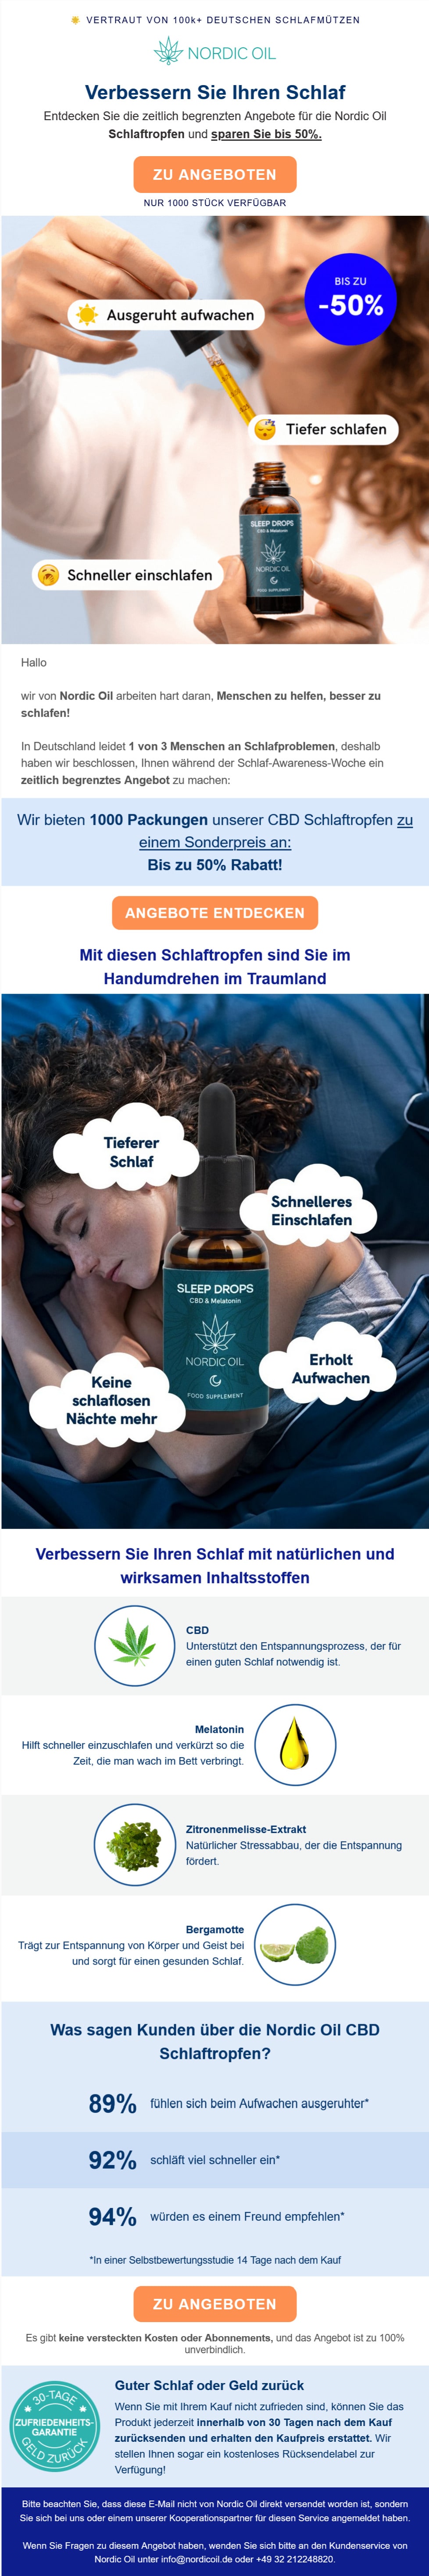 VERTRAUT VON 100k+ DEUTSCHEN SCHLAFMÜTZEN
NORDIC OIL
Verbessern Sie Ihren Schlaf
Entdecken Sie die zeitlich begrenzten Angebote für die Nordic Oil
Schlaftropfen und sparen Sie bis 50%.
ZU ANGEBOTEN
NUR 1000 STÜCK VERFÜGBAR
BIS ZU
-50%
Ausgeruht aufwachen
Tiefer schlafen
SLEEP DROPS
CBD & Melatonin
NORDIC OIL
FOOD SUPPLEMENT
Schneller einschlafen
Hallo
wir von Nordic Oil arbeiten hart daran, Menschen zu helfen, besser zu
schlafen!
In Deutschland leidet 1 von 3 Menschen an Schlafproblemen, deshalb
haben wir beschlossen, Ihnen während der Schlaf-Awareness-Woche ein
zeitlich begrenztes Angebot zu machen:
Wir bieten 1000 Packungen unserer CBD Schlaftropfen zu
einem Sonderpreis an:
Bis zu 50% Rabatt!
ANGEBOTE ENTDECKEN
Mit diesen Schlaftropfen sind Sie im
Handumdrehen im Traumland
Tieferer
Schlaf
Schnelleres
Einschlafen
SLEEP DROPS
CBD & Melatonin
NORDIC OIL
FOOD SUPPLEMENT
Erholt
Aufwachen
Keine
schlaflosen
Nächte mehr
Verbessern Sie Ihren Schlaf mit natürlichen und
wirksamen Inhaltsstoffen
CBD
Unterstützt den Entspannungsprozess, der für
einen guten Schlaf notwendig ist.
Melatonin
Hilft schneller einzuschlafen und verkürzt so die
Zeit, die man wach im Bett verbringt.
Zitronenmelisse-Extrakt
Natürlicher Stressabbau, der die Entspannung
fördert.
Bergamotte
Trägt zur Entspannung von Körper und Geist bei
und sorgt für einen gesunden Schlaf.
Was sagen Kunden über die Nordic Oil CBD
Schlaftropfen?
89% fühlen sich beim Aufwachen ausgeruhter*
92% schläft viel schneller ein*
94% würden es einem Freund empfehlen*
*In einer Selbstbewertungsstudie 14 Tage nach dem Kauf
ZU ANGEBOTEN
Es gibt keine versteckten Kosten oder Abonnements, und das Angebot ist zu 100%
unverbindlich.
30-TAGE
ZUFRIEDENHEITS-
GARANTIE
GELD ZURÜCK
Guter Schlaf oder Geld zurück
Wenn Sie mit Ihrem Kauf nicht zufrieden sind, können Sie das
Produkt jederzeit innerhalb von 30 Tagen nach dem Kauf
zurücksenden und erhalten den Kaufpreis erstattet. Wir
stellen Ihnen sogar ein kostenloses Rücksendelabel zur
Verfügung!
Bitte beachten Sie, dass diese E-Mail nicht von Nordic Oil direkt versendet worden ist, sondern
Sie sich bei uns oder einem unserer Kooperationspartner für diesen Service angemeldet haben.
Wenn Sie Fragen zu diesem Angebot haben, wenden Sie sich bitte an den Kundenservice von
Nordic Oil unter info@nordicoil.de oder +49 32 212248820.